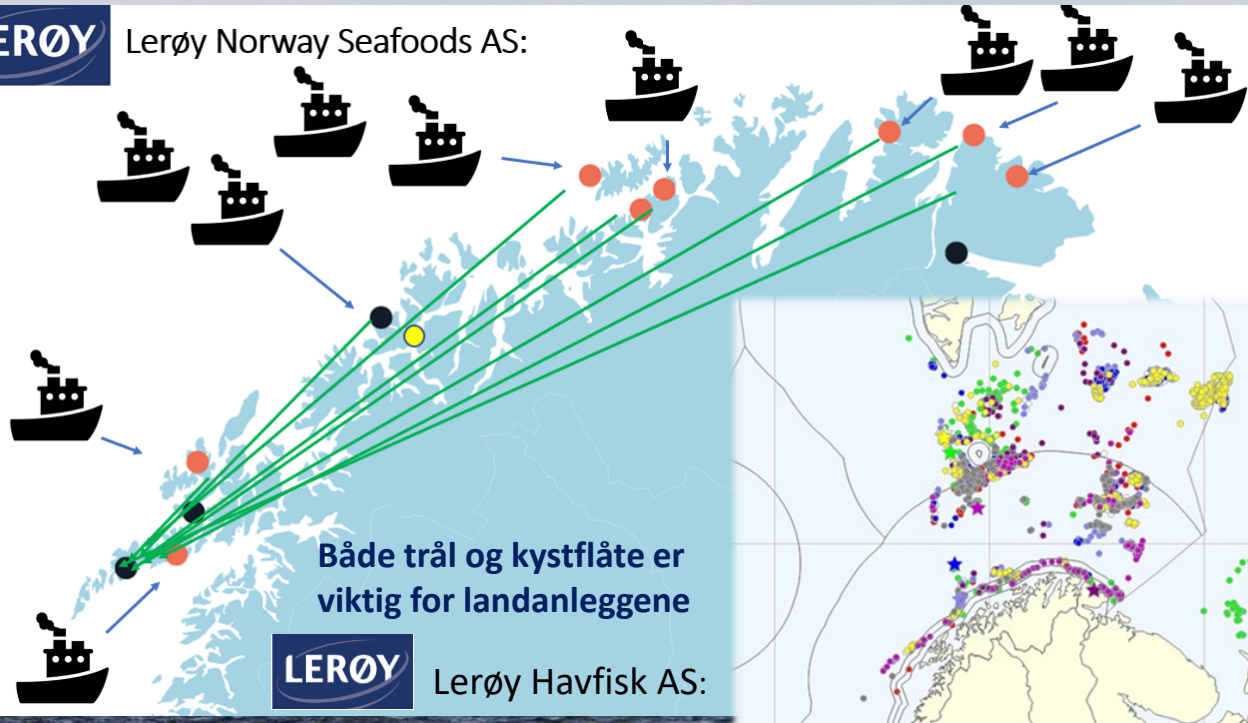 LERØY
Lerøy Norway Seafoods AS:
Både trål og kystflåte er
viktig for landanleggene
LERØY
Lerøy Havfisk AS: